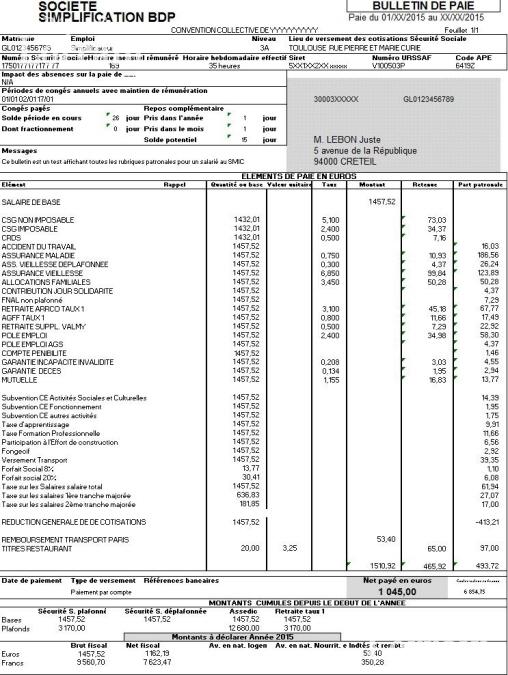 SOCIETE BULLETIN DE PAIE
SIMPLIFICATION BDP Paie du 01/XX/2015 au XX/XX/2015
CONVENTION COLLECTIVE DE YYYYYYYYY Feuillet 1/1
Matricule Emploi Niveau Lieu de versement des cotisations Sécurité Social
GL0123456789 Simplificateur 3A TOULOUSE RUE PIERRE ET MARIE CURIE
Numéro Sécurité Sociale Horaire mensuel rémunéré Horaire hebdomadaire effectif Siret Numéro URSSAF Code APE
169 35 heures V100503P 6419Z
Impact des absences sur la paie de
N/A
Périodes de congés annuels avec maintien de rémunération
01/01 02/01 17/01
30003XXXXX GL0123456789
Congés payés Repos complémentaire
Solde période en cours 26 jour Pris dans l'année 1 jour
Dont fractionnement 0 jour Pris dans le mois 1 jour
Solde potentiel 15 jour
M. LEBON Juste
Messages 5 avenue de la République
Ce bulletin est un test affichant toutes les rubriques patronales pour un salarié au SMIC
94000 CRETEIL
ELEMENTS DE PAIE EN EUROS
Elément Rappel Quantité ou base Valeur unitaire Taux Montant Retenue Part patronale
SALAIRE DE BASE 1457,52
CSG NON IMPOSABLE 1432,01 5,100 73,03
CSG IMPOSABLE 1432,01 2,400 34,37
CRDS 1432,01 0,500 7,16
ACCIDENT DU TRAVAIL 1457,52 16,03
ASSURANCE MALADIE 1457,52 0,750 10,93 186,56
ASS. VIEILLESSE DEPLAFONNEE 1457,52 0,300 4,37 26,24
ASSURANCE VIEILLESSE 1457,52 6,850 99,84 123,89
ALLOCATIONS FAMILIALES 1457,52 3,450 50,28 50,28
CONTRIBUTION JOUR SOLIDARITE 1457,52 4,37
FNAL non plafonné 1457,52 7,29
RETRAITE ARRCO TAUX 1 1457,52 3,100 45,18 67,77
AGFF TAUX 1 1457,52 0,800 11,66 17,49
RETRAITE SUPPL. VALMY 1457,52 0,500 7,29 22,92
POLE EMPLOI 1457,52 2,400 34,98 58,30
POLE EMPLOI AGS 1457,52 4,37
COMPTE PENIBILITE 1457,52 1,46
GARANTIE INCAPACITE INVALIDITE 1457,52 0,208 3,03 4,55
GARANTIE DECES 1457,52 0,134 1,95 2,94
MUTUELLE 1457,52 1,155 16,83 13,77
Subvention CE Activités Sociales et Culturelles 1457,52 14,39
Subvention CE Fonctionnement 1457,52 1,95
Subvention CE autres activités 1457,52 1,75
Taxe d'apprentissage 1457,52 9,91
Taxe Formation Professionnelle 1457,52 11,66
Participation à l'Effort de construction 1457,52 6,56
Fongecif 1457,52 2,92
Versement Transport 1457,52 39,35
Forfait Social 8% 13,77 1,10
Forfait social 20% 30,41 6,08
Taxe sur les Salaires salaire total 1457,52 61,94
Taxe sur les salaires 1ère tranche majorée 636,83 27,07
Taxe sur les salaires 2ème tranche majorée 181,85 17,00
REDUCTION GENERALE DE DE COTISATIONS 1457,52 -413,21
REMBOURSEMENT TRANSPORT PARIS 53,40
TITRES RESTAURANT 20,00 3,25 65,00 97,00
1510,92 465,92 493,72
Date de paiement Type de versement Références bancaires Net payé en euros
Paiement par compte 1 045,00 6 854,75
MONTANTS CUMULES DEPUIS LE DEBUT DE L'ANNEE
Sécurité S. plafonné Sécurité S. déplafonnée Assedic Retraite taux 1
Bases 1457,52 1457,52 1457,52 1457,52
Plafonds 3170,00 12680,00 3170,00
Montants à déclarer Année 2015
Brut fiscal Net fiscal Av. en nat. logen Av. en nat. Nourrit. e Indtés et rembts
Euros 1457,52 1162,19 53,40
Francs 9560,70 7623,47 350,28